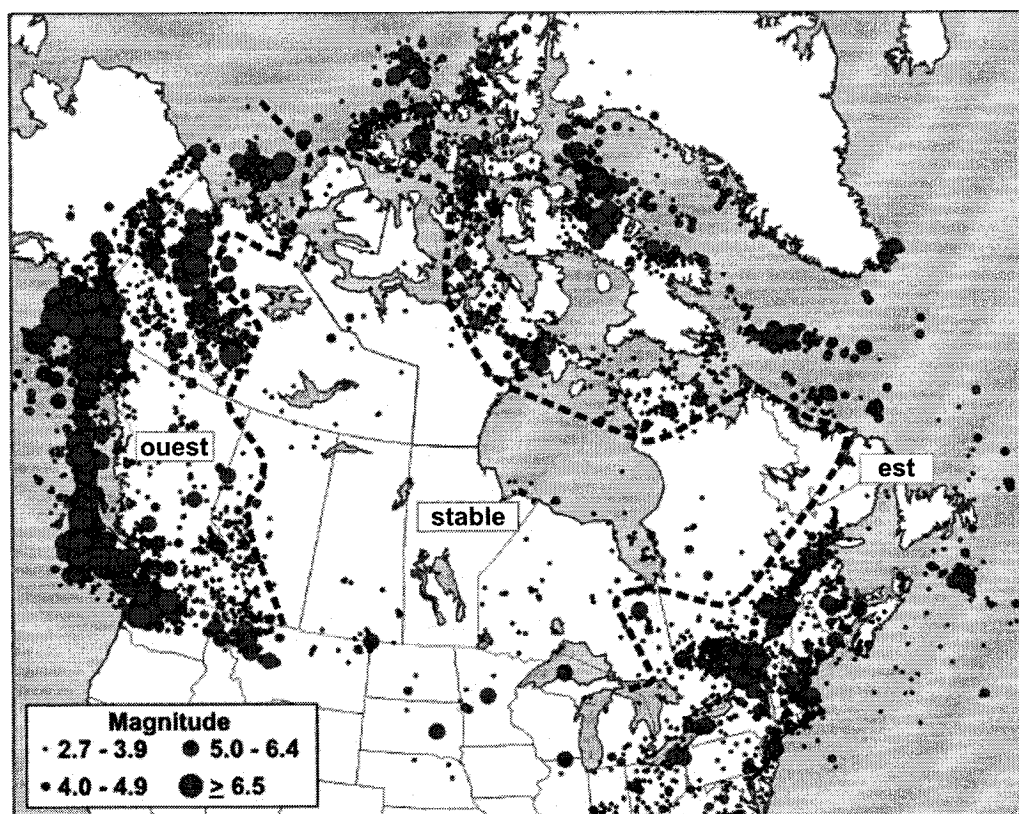 ouest
est
stable
Magnitude
2.7 - 3.9 5.0 - 6.4
4.0 - 4.9 ≥ 6.5